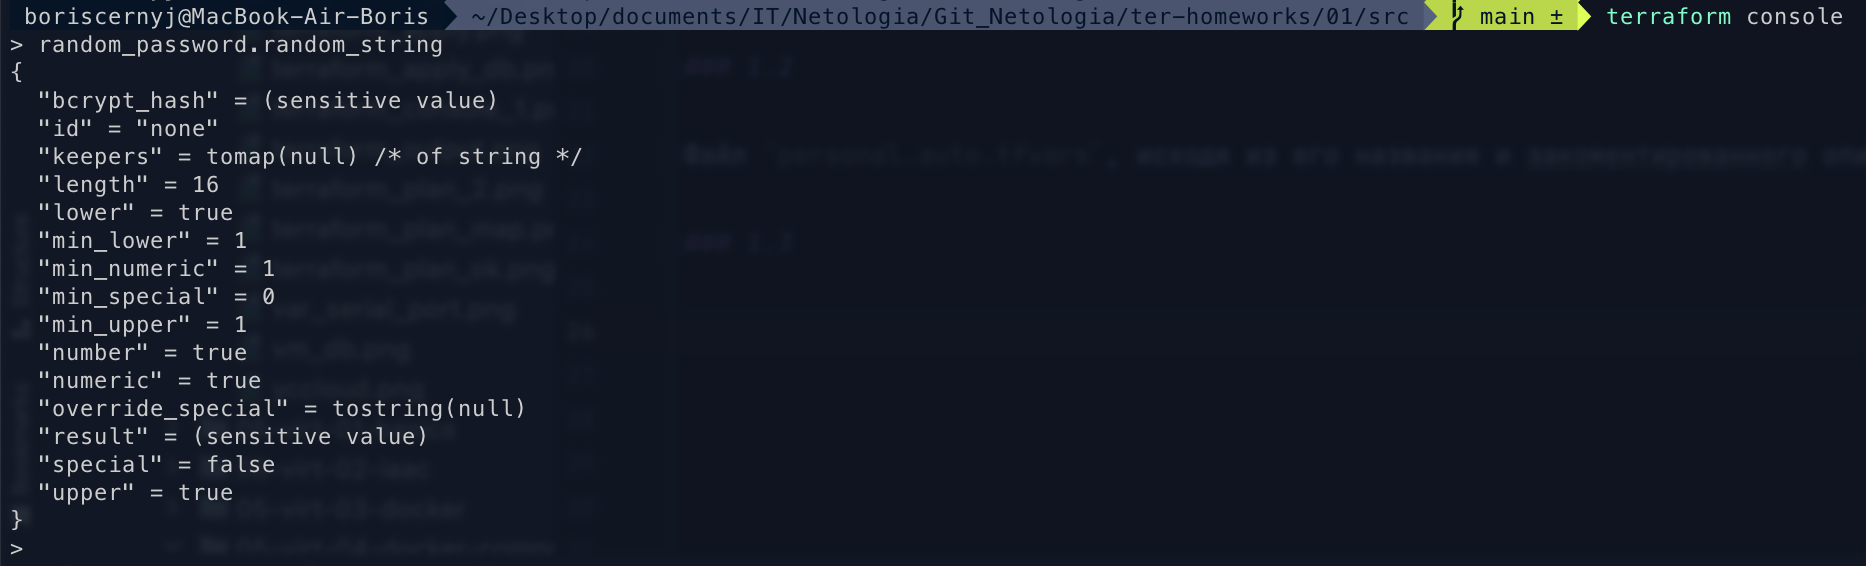 boriscernyj@MacBook-Air-Boris ~/Desktop/documents/IT/Netologia/Git_Netologia/ter-homeworks/01/src main ± terraform console
> random_password.random_string
{
"bcrypt_hash" = (sensitive value)
"id" = "none"
"keepers" = tomap(null) /* of string */
"length" = 16
"lower" = true
"min_lower" = 1
"min_numeric" = 1
"min_special" = 0
"min_upper" = 1
"number" = true
"numeric" = true
"override_special" = tostring(null)
"result" = (sensitive value)
"special" = false
"upper" = true
}
>